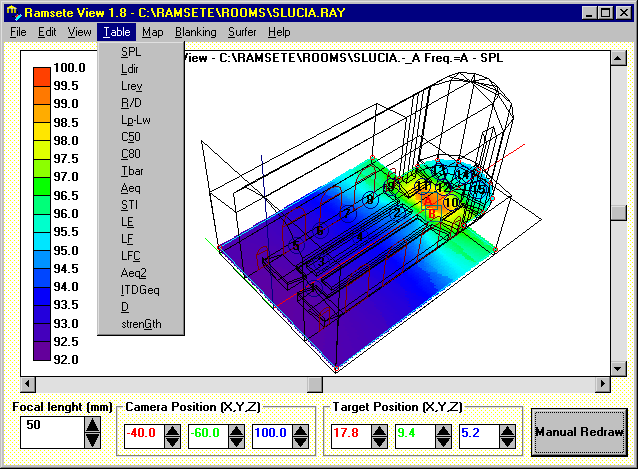 Ramsete View 1.8 - C:\RAMSETE\ROOMS\SLUCIA.RAY
File Edit View Table Map Blanking Surfer Help
View - C:\RAMSETE\ROOMS\SLUCIA.-_A Freq.=A - SPL
SPL
Ldir
Lrev
R/D
Lp-Lw
C50
C80
Tbar
Aeq
STI
LE
LF
LFC
Aeq2
ITDGeq
D
strenGth
100.0
99.5
99.0
98.5
98.0
97.5
97.0
96.5
96.0
95.5
95.0
94.5
94.0
93.5
93.0
92.5
92.0
Focal lenght (mm)
50
Camera Position (X,Y,Z)
-40.0 -60.0 100.0
Target Position (X,Y,Z)
17.8 9.4 5.2
Manual Redraw